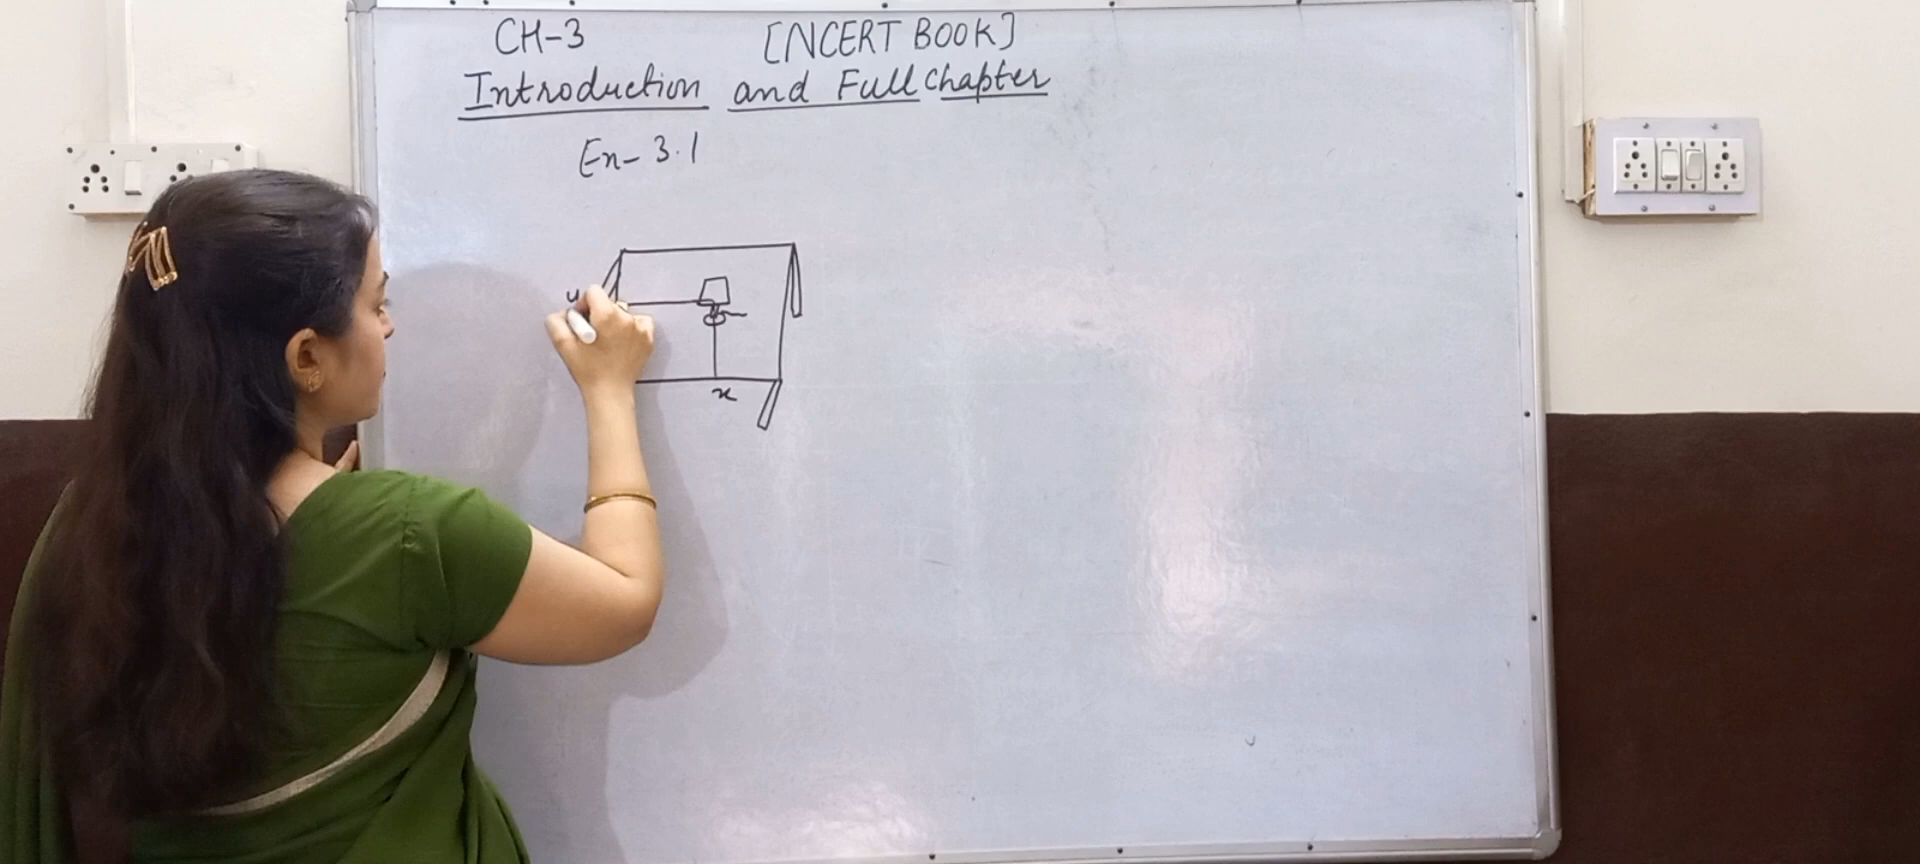 CH-3 [NCERT BOOK]
Introduction and Full Chapter
Ex- 3.1
y
x